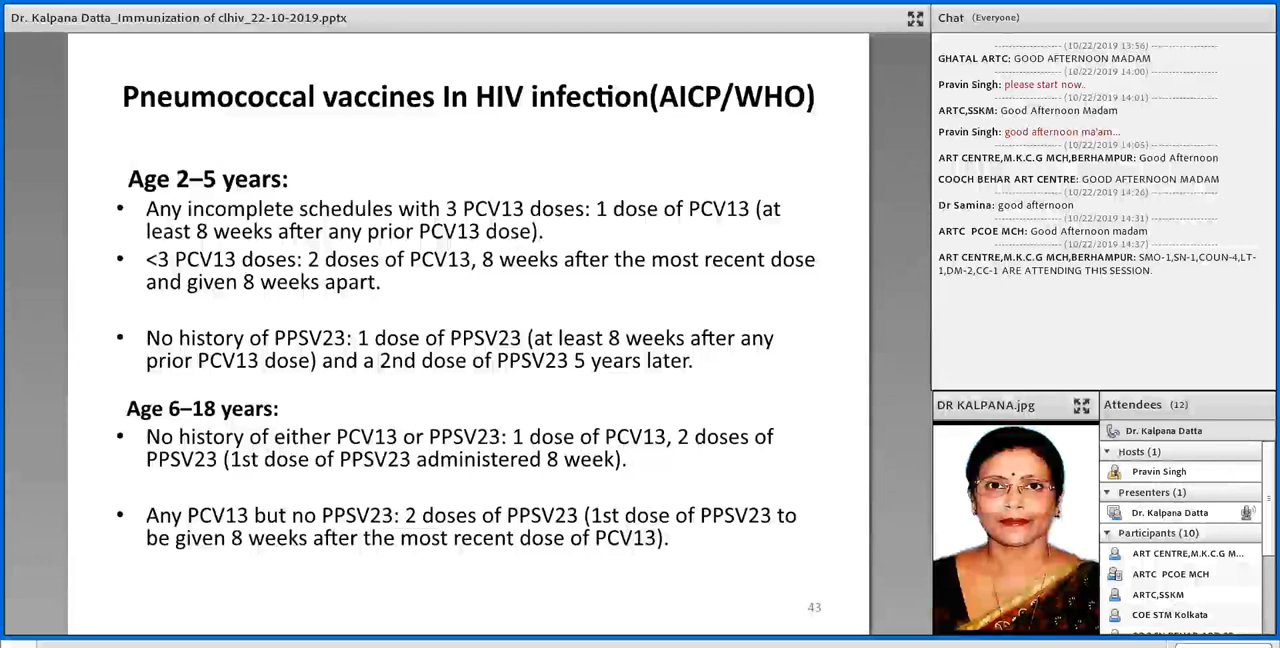 Dr. Kalpana Datta_Immunization of clhiv_22-10-2019.pptx
Pneumococcal vaccines In HIV infection(AICP/WHO)
Age 2–5 years:
• Any incomplete schedules with 3 PCV13 doses: 1 dose of PCV13 (at
least 8 weeks after any prior PCV13 dose).
• <3 PCV13 doses: 2 doses of PCV13, 8 weeks after the most recent dose
and given 8 weeks apart.
• No history of PPSV23: 1 dose of PPSV23 (at least 8 weeks after any
prior PCV13 dose) and a 2nd dose of PPSV23 5 years later.
Age 6–18 years:
• No history of either PCV13 or PPSV23: 1 dose of PCV13, 2 doses of
PPSV23 (1st dose of PPSV23 administered 8 week).
• Any PCV13 but no PPSV23: 2 doses of PPSV23 (1st dose of PPSV23 to
be given 8 weeks after the most recent dose of PCV13).
43
Chat (Everyone)
(10/22/2019 13:56)
GHATAL ARTC: GOOD AFTERNOON MADAM
(10/22/2019 14:00)
Pravin Singh: please start now..
(10/22/2019 14:01)
ARTC,SSKM: Good Afternoon Madam
Pravin Singh: good afternoon ma'am...
(10/22/2019 14:05)
ART CENTRE,M.K.C.G MCH,BERHAMPUR: Good Afternoon
COOCH BEHAR ART CENTRE: GOOD AFTERNOON MADAM
(10/22/2019 14:26)
Dr Samina: good afternoon
(10/22/2019 14:31)
ARTC PCOE MCH: Good Afternoon madam
(10/22/2019 14:37)
ART CENTRE,M.K.C.G MCH,BERHAMPUR: SMO-1,SN-1,COUN-4,LT-
1,DM-2,CC-1 ARE ATTENDING THIS SESSION.
DR KALPANA.jpg
Attendees (12)
Dr. Kalpana Datta
Hosts (1)
Pravin Singh
Presenters (1)
Dr. Kalpana Datta
Participants (10)
ART CENTRE,M.K.C.G M...
ARTC PCOE MCH
ARTC,SSKM
COE STM Kolkata